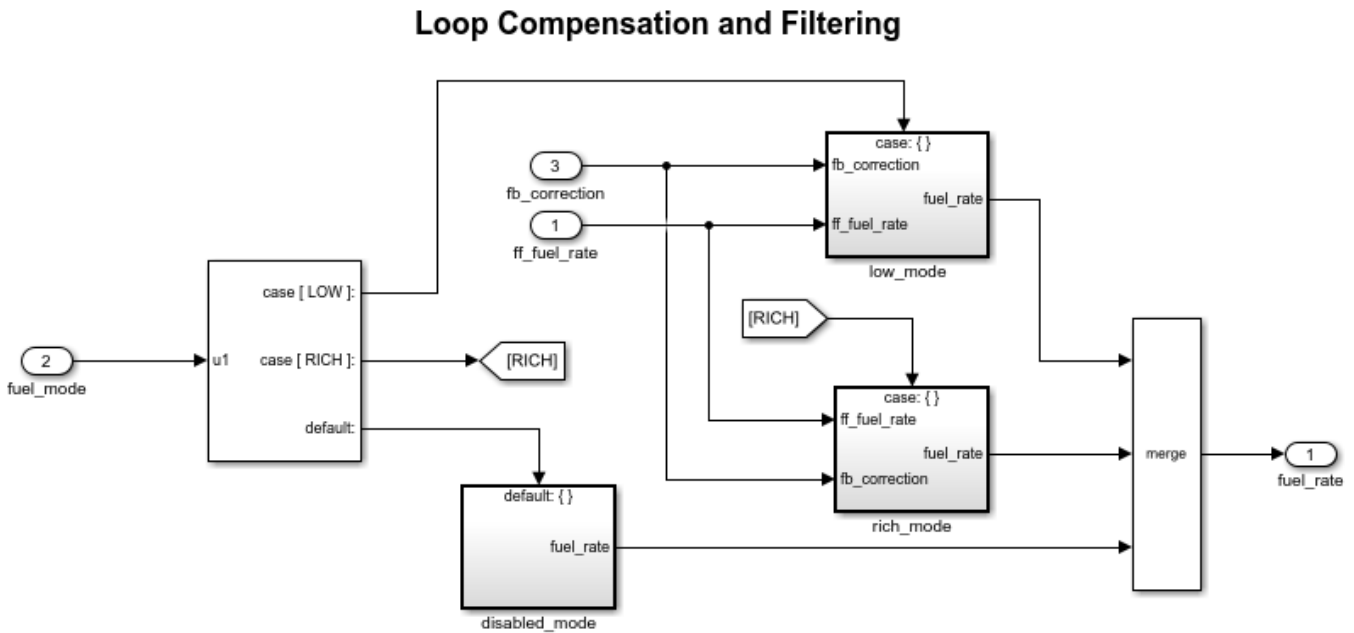 Loop Compensation and Filtering
case: { }
3
fb_correction
fb_correction
fuel_rate
1
ff_fuel_rate
ff_fuel_rate
low_mode
case [ LOW ]:
[RICH]
2
fuel_mode
u1
case [ RICH ]:
[RICH]
case: { }
ff_fuel_rate
default:
fuel_rate
fb_correction
rich_mode
merge
1
fuel_rate
default: { }
fuel_rate
disabled_mode